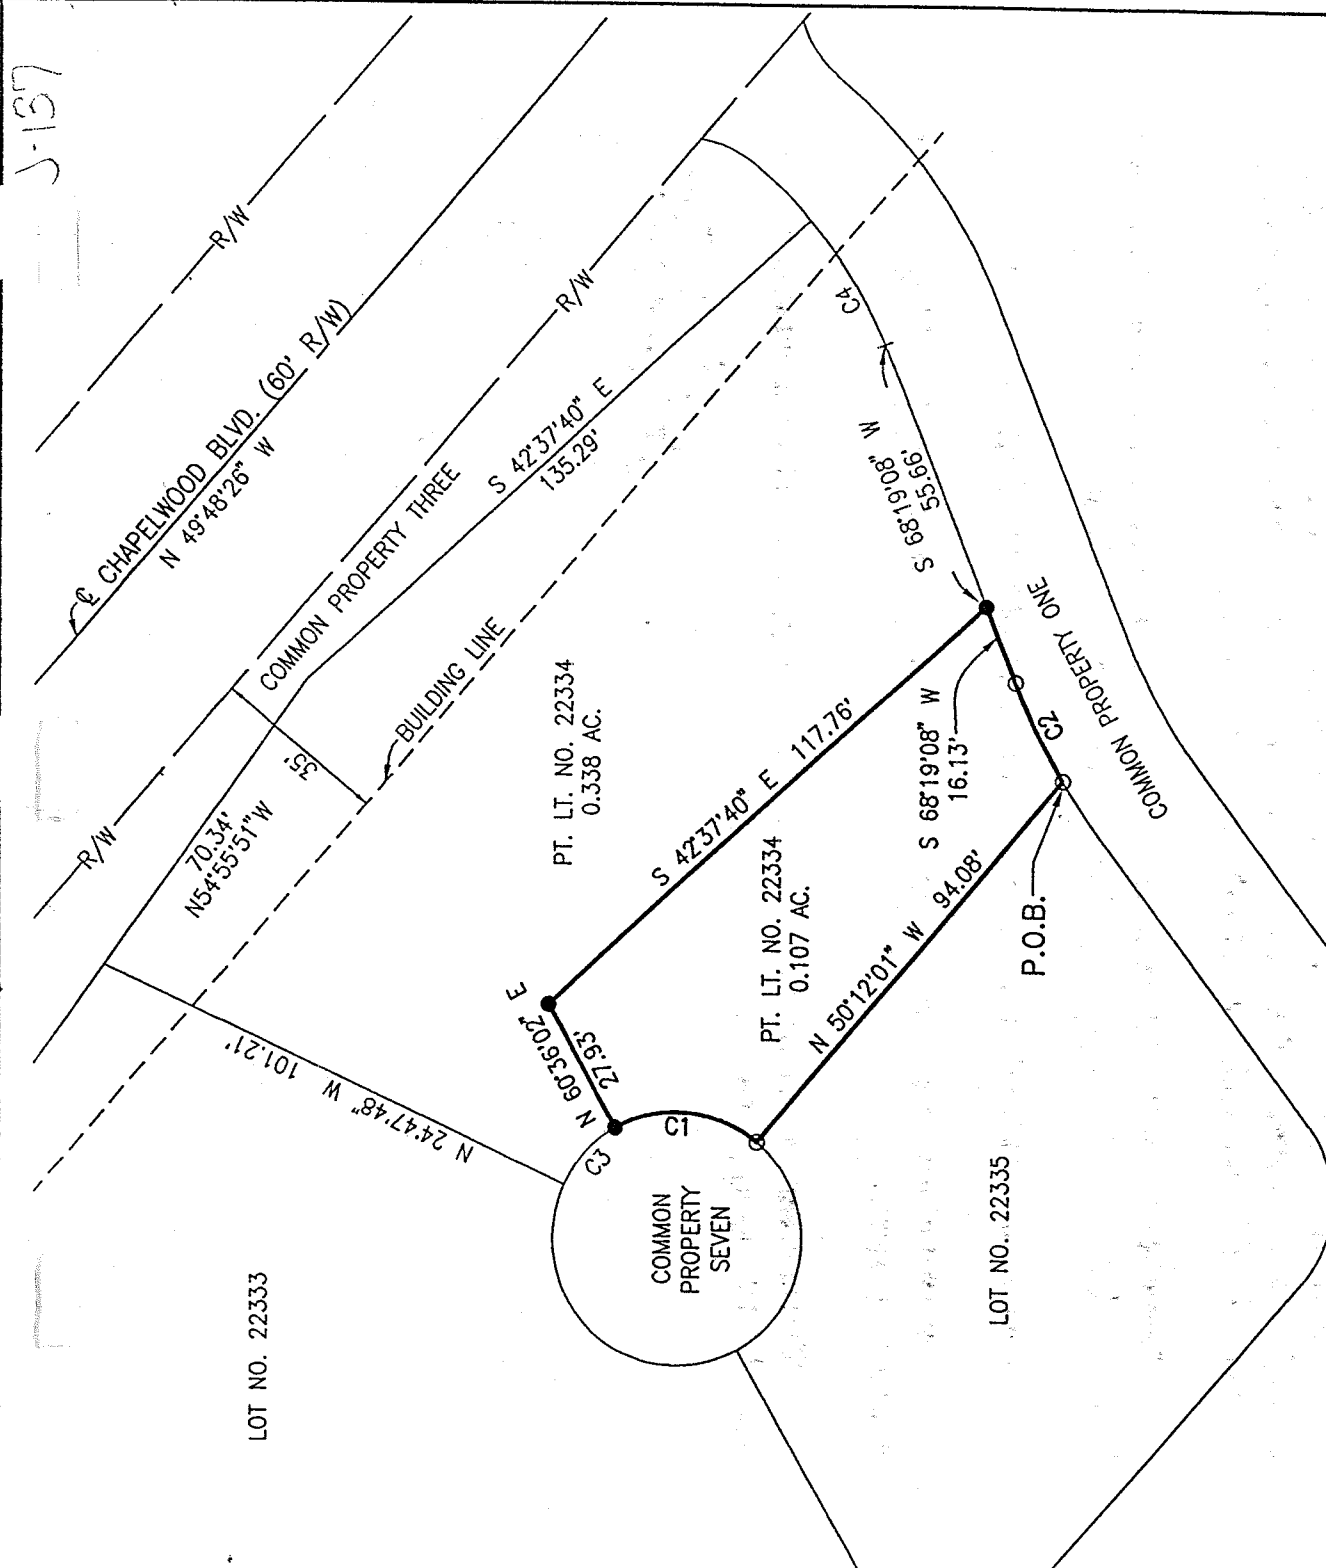 J-157
R/W
℄ CHAPELWOOD BLVD. (60' R/W)
N 49°48'26" W
R/W
COMMON PROPERTY THREE
S 42°37'40" E
135.29'
BUILDING LINE
35'
R/W
70.34'
N54°55'51"W
C4
S 68°19'08" W
55.66'
PT. LT. NO. 22334
0.338 AC.
S 42°37'40" E 117.76'
S 68°19'08" W
16.13'
C2
COMMON PROPERTY ONE
P.O.B.
PT. LT. NO. 22334
0.107 AC.
N 50°12'01" W 94.08'
N 60°36'02" E
27.93'
N 24°47'48" W 101.21'
C3
C1
COMMON
PROPERTY
SEVEN
LOT NO. 22333
LOT NO. 22335